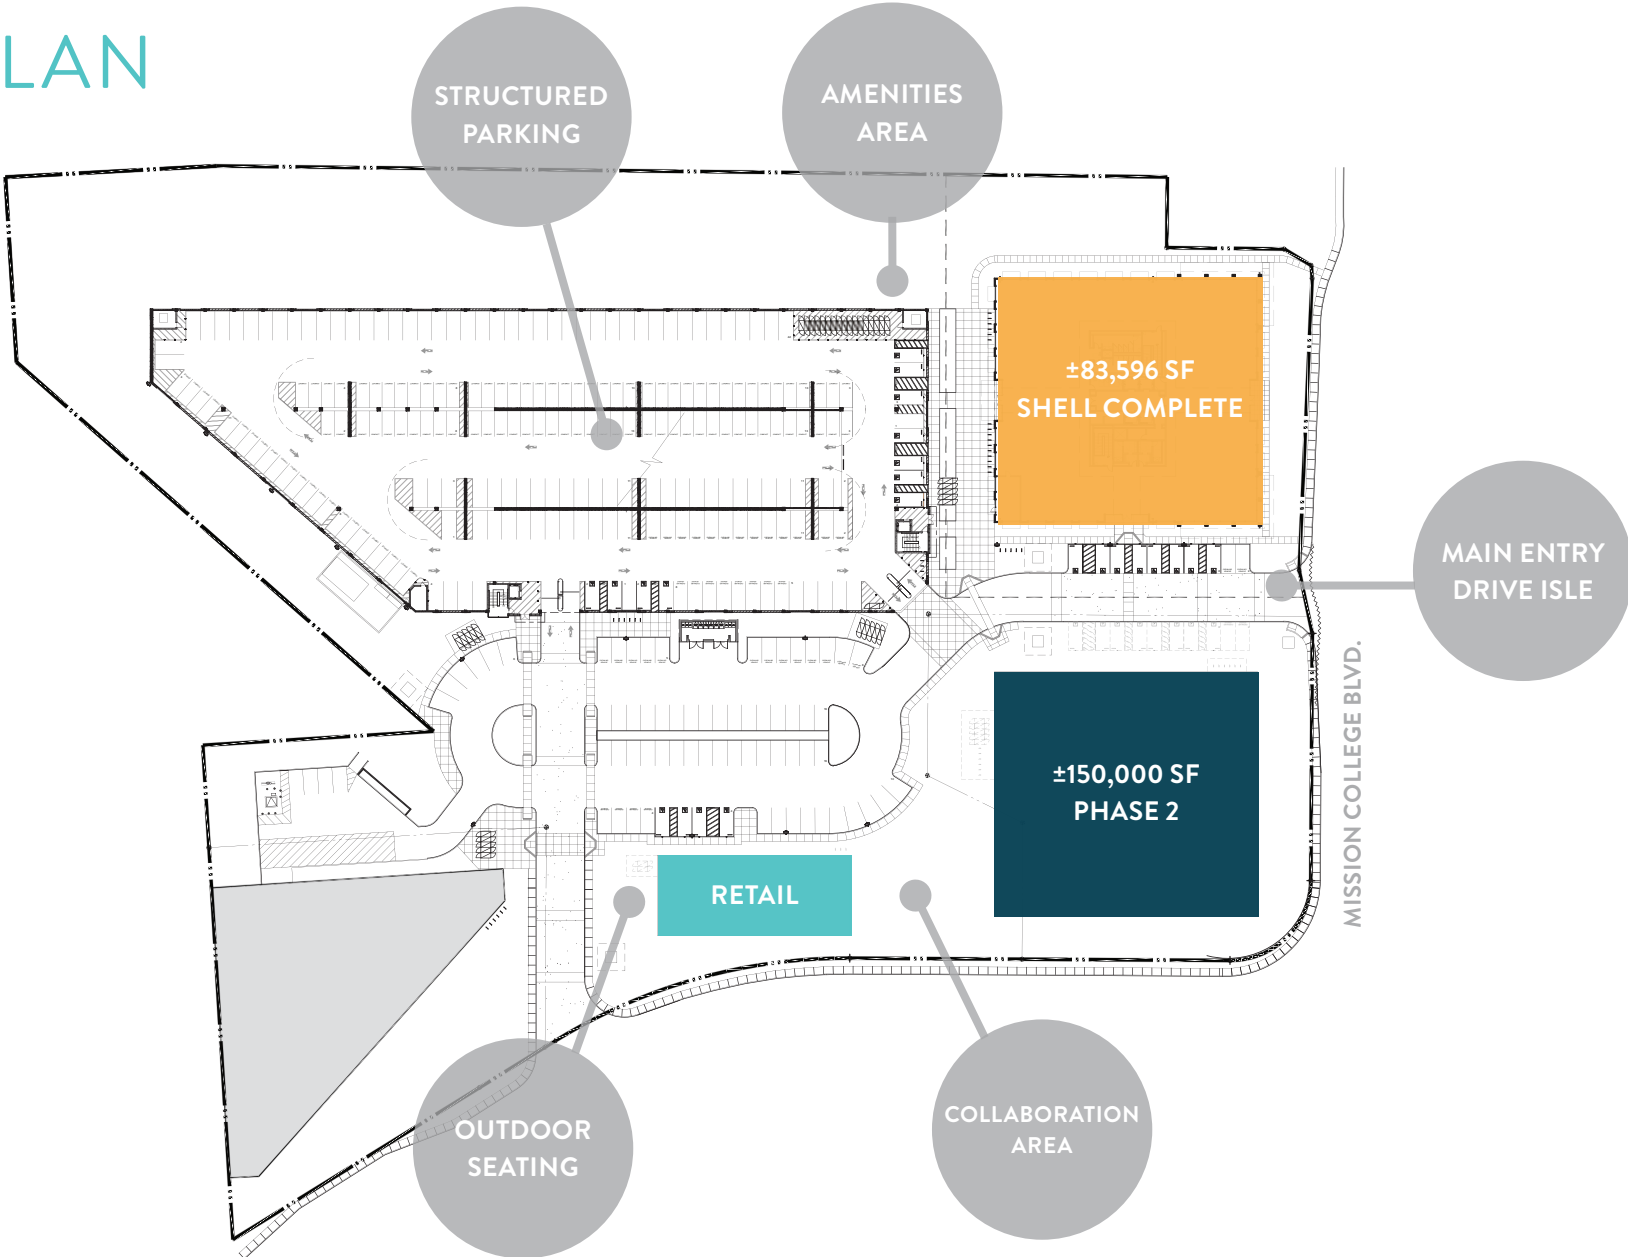 LAN
STRUCTURED
PARKING
AMENITIES
AREA
±83,596 SF
SHELL COMPLETE
MAIN ENTRY
DRIVE ISLE
MISSION COLLEGE BLVD.
±150,000 SF
PHASE 2
RETAIL
OUTDOOR
SEATING
COLLABORATION
AREA